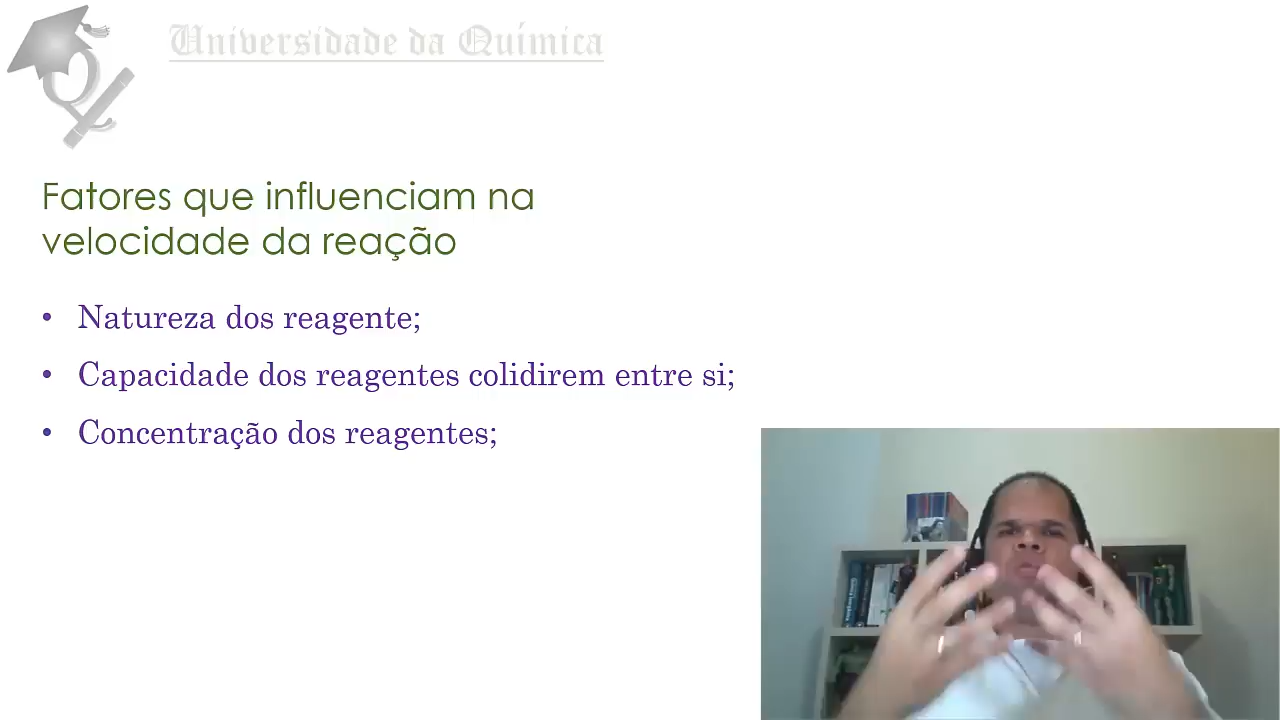 Universidade da Química
Fatores que influenciam na
velocidade da reação
• Natureza dos reagente;
• Capacidade dos reagentes colidirem entre si;
• Concentração dos reagentes;